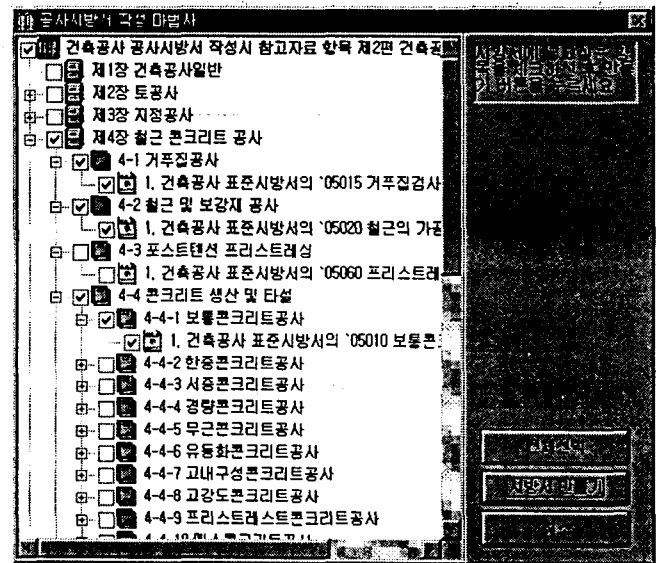 공사시방서 작성 마법사
건축공사 공사시방서 작성시 참고자료 항목 제2편 건축공
제1장 건축공사일반
제2장 토공사
제3장 지정공사
제4장 철근 콘크리트 공사
4-1 거푸집공사
1. 건축공사 표준시방서의 `05015 거푸집검사
4-2 철근 및 보강재 공사
1. 건축공사 표준시방서의 `05020 철근의 가공
4-3 포스트텐션 프리스트레싱
1. 건축공사 표준시방서의 `05060 프리스트레
4-4 콘크리트 생산 및 타설
4-4-1 보통콘크리트공사
1. 건축공사 표준시방서의 `05010 보통콘
4-4-2 한중콘크리트공사
4-4-3 서중콘크리트공사
4-4-4 경량콘크리트공사
4-4-5 무근콘크리트공사
4-4-6 유동화콘크리트공사
4-4-7 고내구성콘크리트공사
4-4-8 고강도콘크리트공사
4-4-9 프리스트레스트콘크리트공사